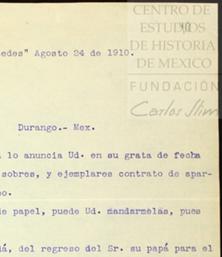 CENTRO DE
ESTUDIOS
DE HISTORIA
DE MEXICO
FUNDACIÓN
Carlos Slim
edes" Agosto 24 de 1910.
Durango.- Mex.
lo anuncia Ud. en su grata de fecha
sobres, y ejemplares contrato de apar-
so.
de papel, puede Ud. mandarmelas, pues
á, del regreso del Sr. su papá para el